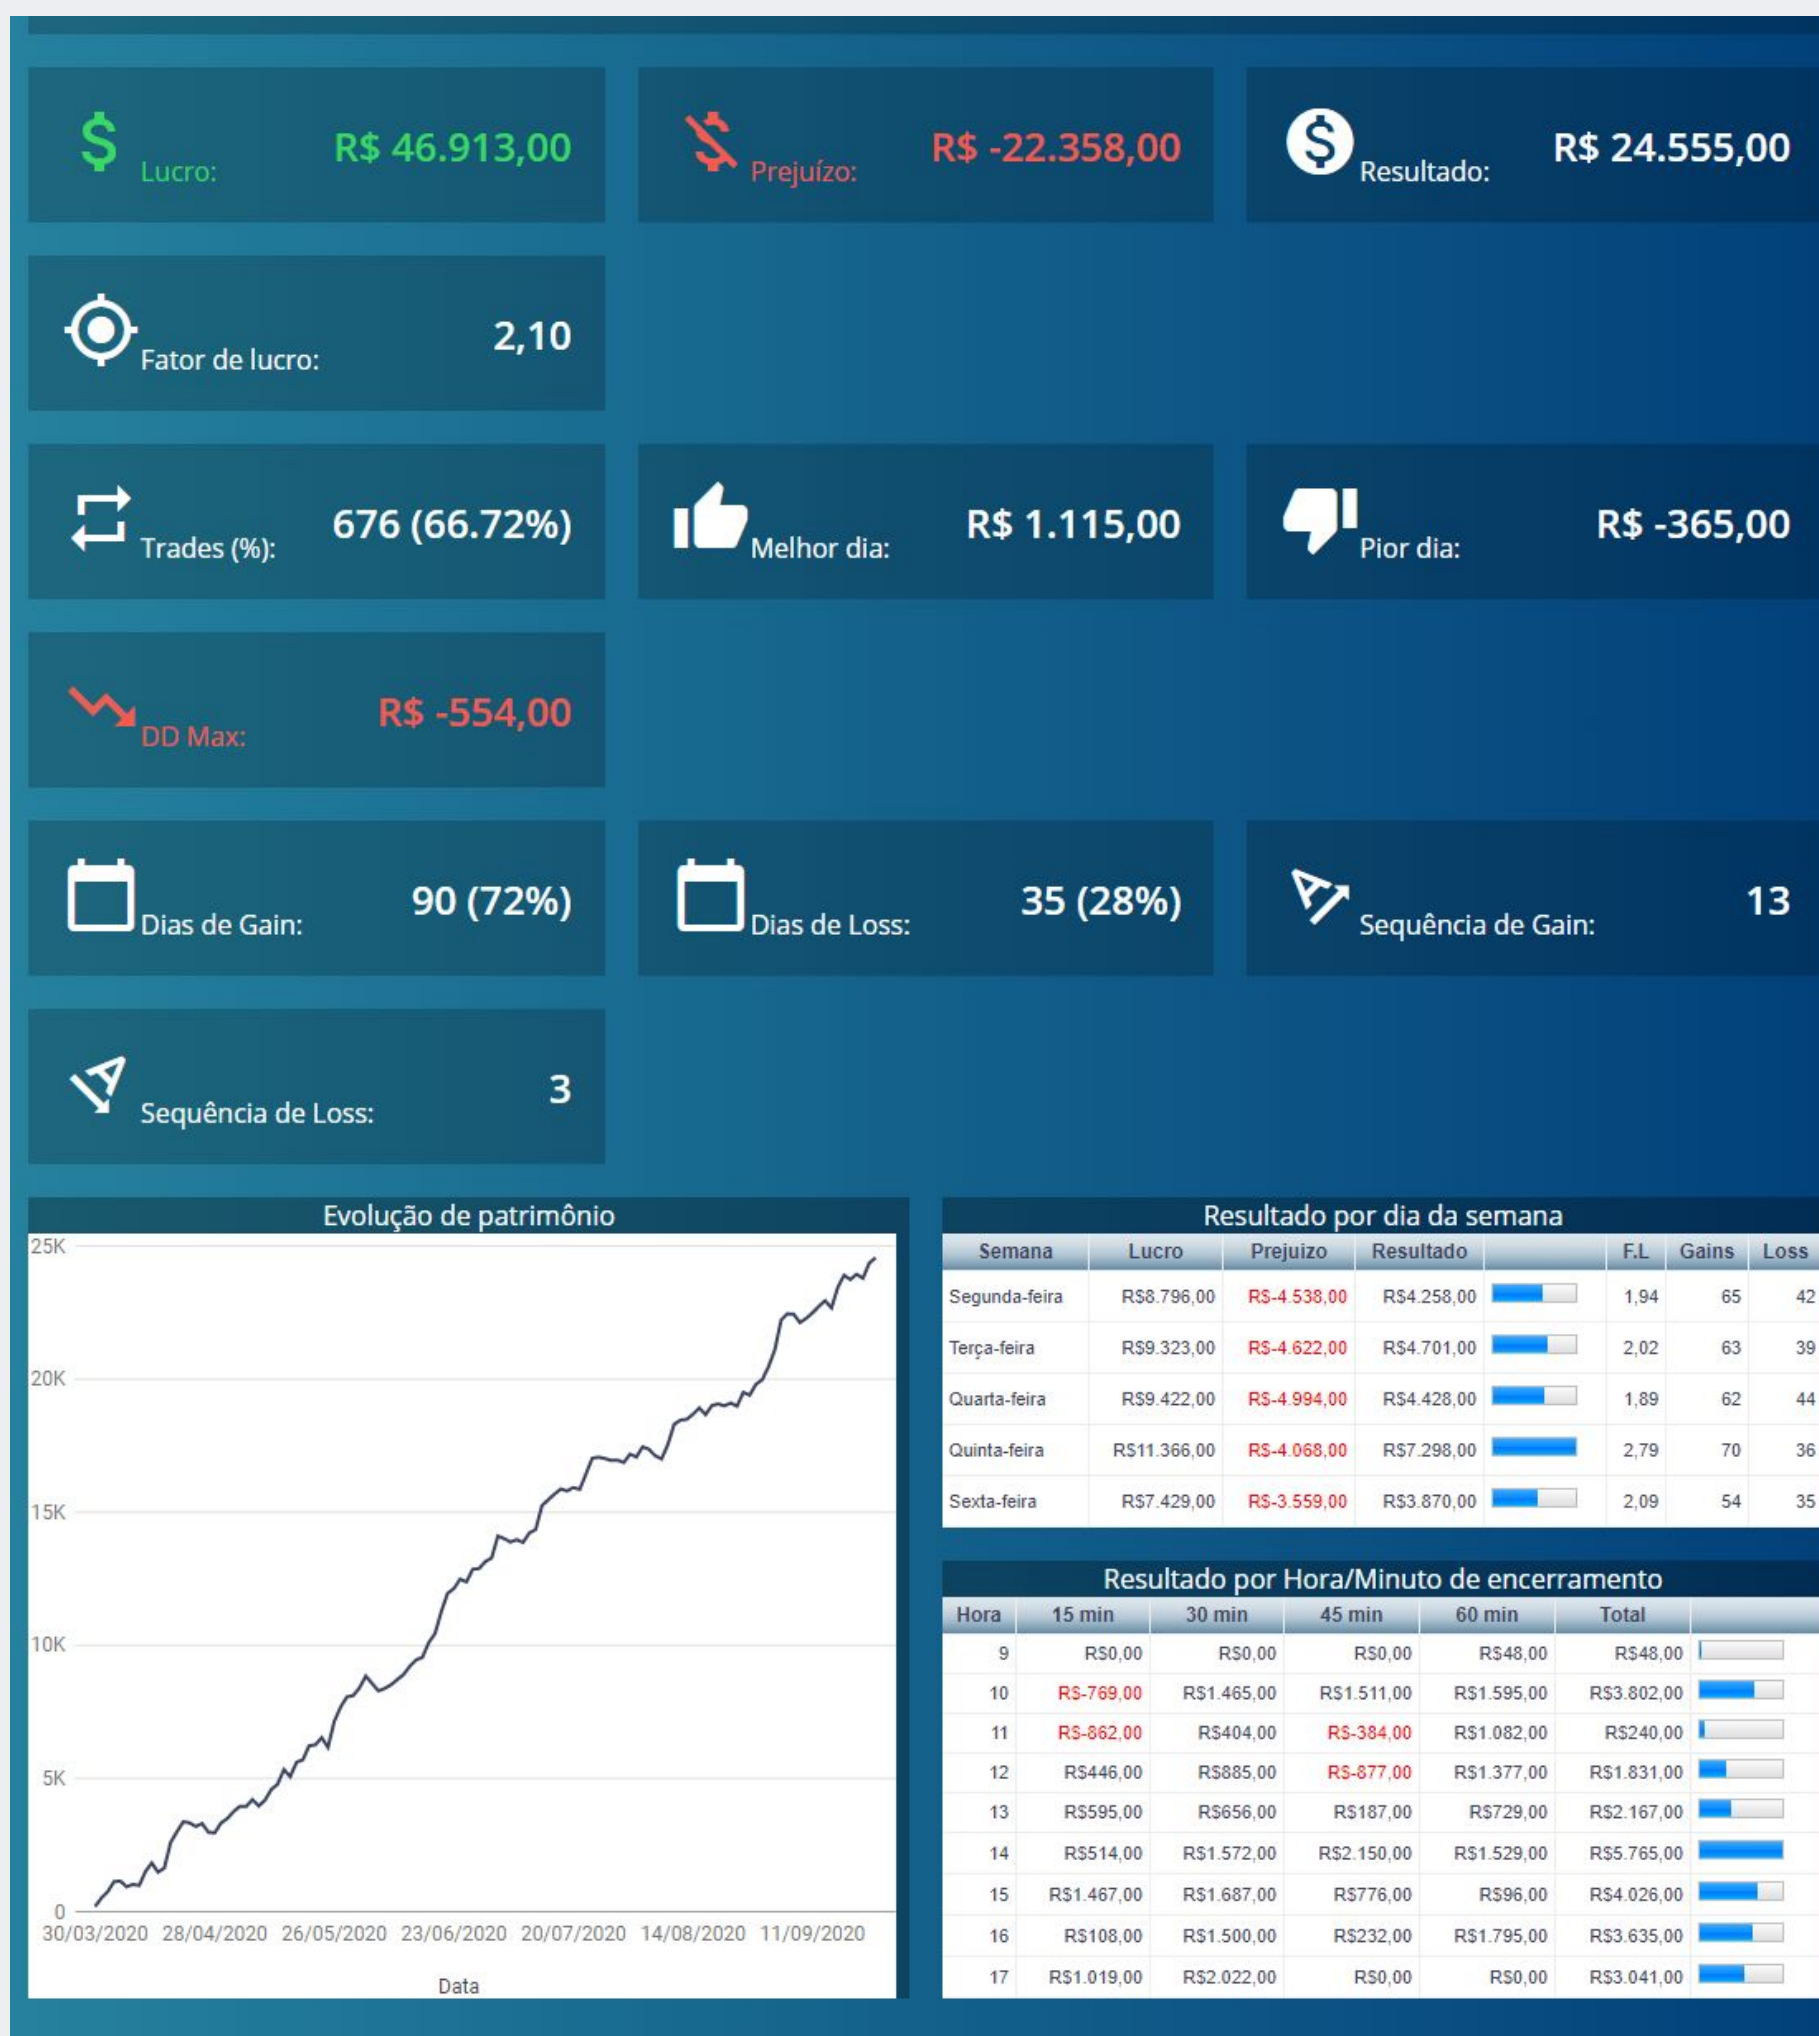 Lucro: R$ 46.913,00
Prejuízo: R$ -22.358,00
Resultado: R$ 24.555,00
Fator de lucro: 2,10
Trades (%): 676 (66.72%)
Melhor dia: R$ 1.115,00
Pior dia: R$ -365,00
DD Max: R$ -554,00
Dias de Gain: 90 (72%)
Dias de Loss: 35 (28%)
Sequência de Gain: 13
Sequência de Loss: 3
Evolução de patrimônio
25K
20K
15K
10K
5K
0
30/03/2020 28/04/2020 26/05/2020 23/06/2020 20/07/2020 14/08/2020 11/09/2020
Data
Resultado por dia da semana
Semana Lucro Prejuizo Resultado F.L Gains Loss
Segunda-feira R$8.796,00 R$-4.538,00 R$4.258,00 1,94 65 42
Terça-feira R$9.323,00 R$-4.622,00 R$4.701,00 2,02 63 39
Quarta-feira R$9.422,00 R$-4.994,00 R$4.428,00 1,89 62 44
Quinta-feira R$11.366,00 R$-4.068,00 R$7.298,00 2,79 70 36
Sexta-feira R$7.429,00 R$-3.559,00 R$3.870,00 2,09 54 35
Resultado por Hora/Minuto de encerramento
Hora 15 min 30 min 45 min 60 min Total
9 R$0,00 R$0,00 R$0,00 R$48,00 R$48,00
10 R$-769,00 R$1.465,00 R$1.511,00 R$1.595,00 R$3.802,00
11 R$-862,00 R$404,00 R$-384,00 R$1.082,00 R$240,00
12 R$446,00 R$885,00 R$-877,00 R$1.377,00 R$1.831,00
13 R$595,00 R$656,00 R$187,00 R$729,00 R$2.167,00
14 R$514,00 R$1.572,00 R$2.150,00 R$1.529,00 R$5.765,00
15 R$1.467,00 R$1.687,00 R$776,00 R$96,00 R$4.026,00
16 R$108,00 R$1.500,00 R$232,00 R$1.795,00 R$3.635,00
17 R$1.019,00 R$2.022,00 R$0,00 R$0,00 R$3.041,00